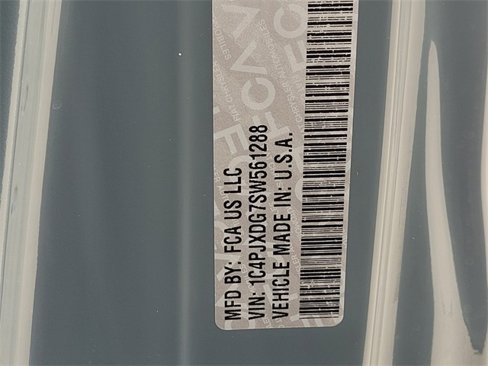 MFD BY: FCA US LLC
VIN: 1C4PJXDG7SW561288
VEHICLE MADE IN: U.S.A.